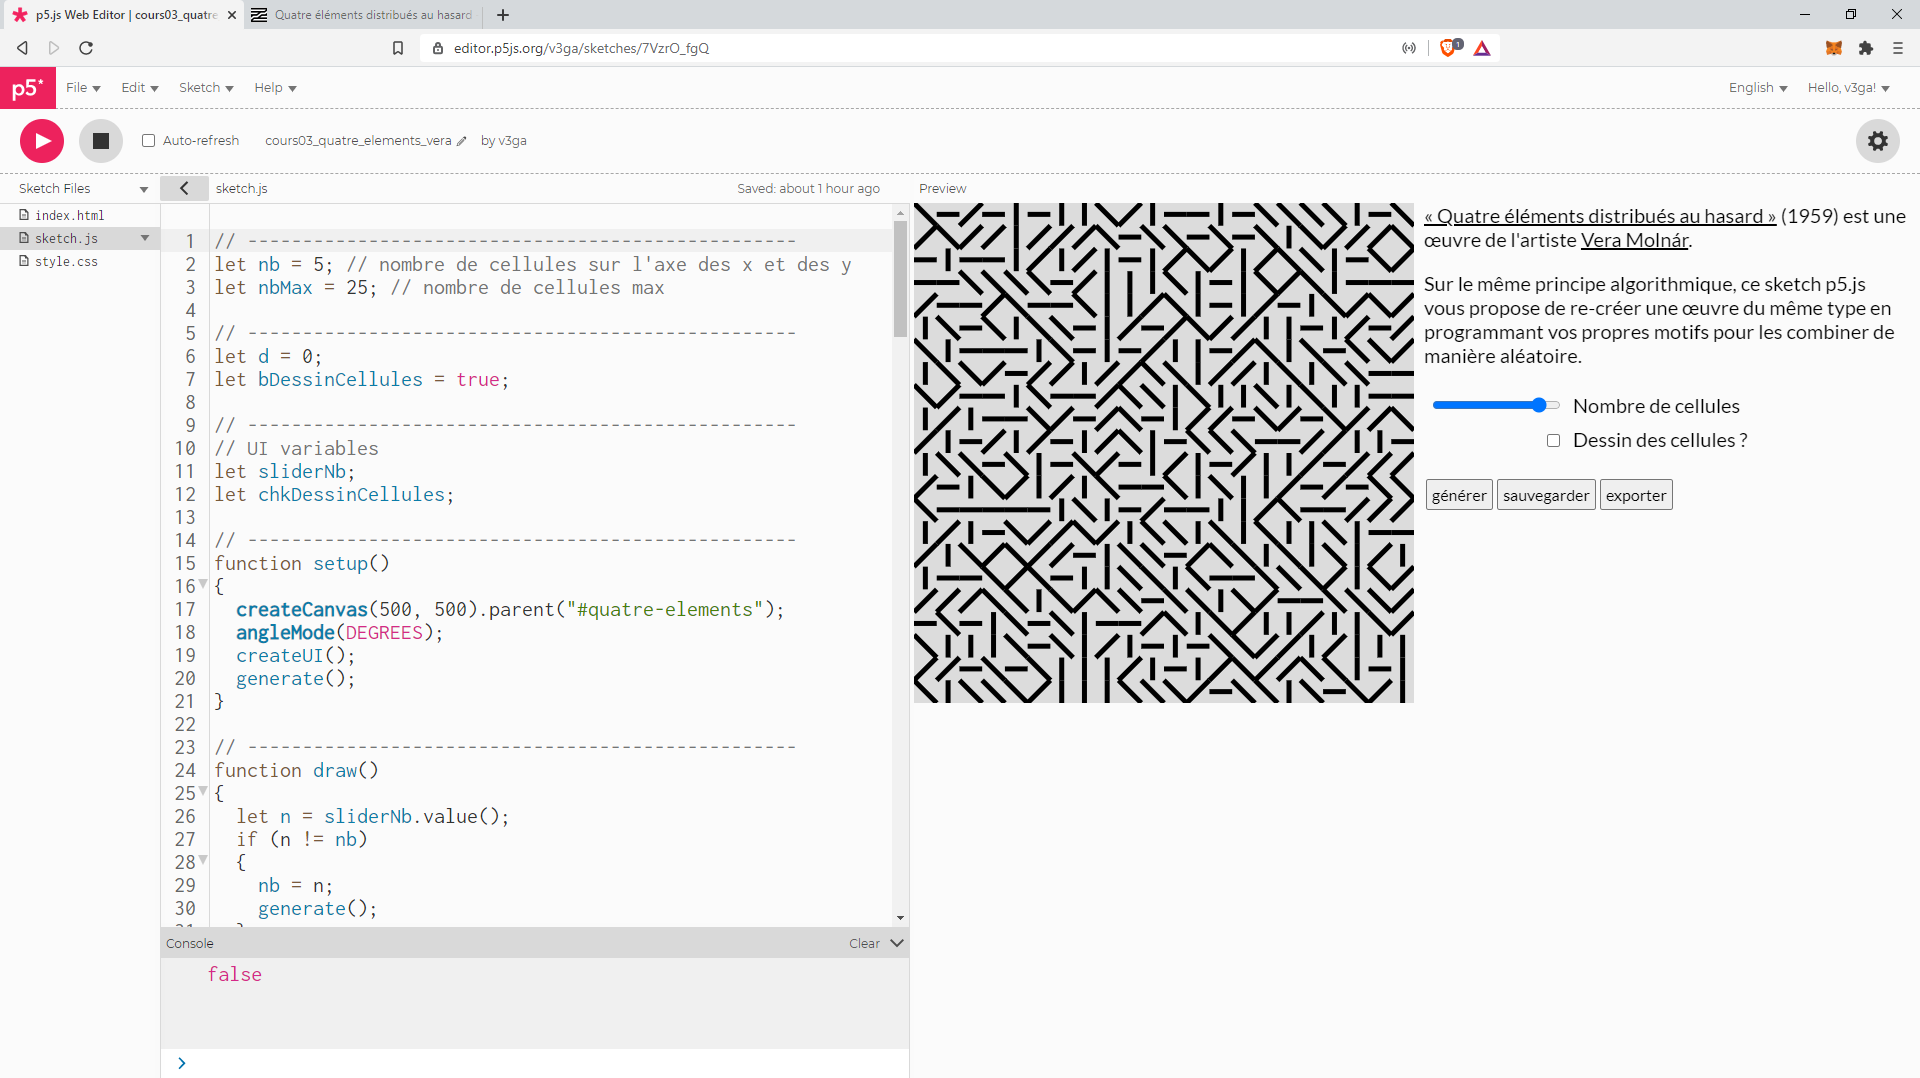 p5.js Web Editor | cours03_quatre
Quatre éléments distribués au hasard
editor.p5js.org/v3ga/sketches/7VzrO_fgQ
1
p5*
File
Edit
Sketch
Help
English
Hello, v3ga!
Auto-refresh
cours03_quatre_elements_vera
by v3ga
Sketch Files
sketch.js
Saved: about 1 hour ago
Preview
index.html
sketch.js
style.css
1 // --------------------------------------------------
2 let nb = 5; // nombre de cellules sur l'axe des x et des y
3 let nbMax = 25; // nombre de cellules max
4
5 // --------------------------------------------------
6 let d = 0;
7 let bDessinCellules = true;
8
9 // --------------------------------------------------
10 // UI variables
11 let sliderNb;
12 let chkDessinCellules;
13
14 // --------------------------------------------------
15 function setup()
16 {
17 createCanvas(500, 500).parent("#quatre-elements");
18 angleMode(DEGREES);
19 createUI();
20 generate();
21 }
22
23 // --------------------------------------------------
24 function draw()
25 {
26 let n = sliderNb.value();
27 if (n != nb)
28 {
29 nb = n;
30 generate();
Console
Clear
false
« Quatre éléments distribués au hasard » (1959) est une
œuvre de l'artiste Vera Molnár.
Sur le même principe algorithmique, ce sketch p5.js
vous propose de re-créer une œuvre du même type en
programmant vos propres motifs pour les combiner de
manière aléatoire.
Nombre de cellules
Dessin des cellules ?
générer
sauvegarder
exporter